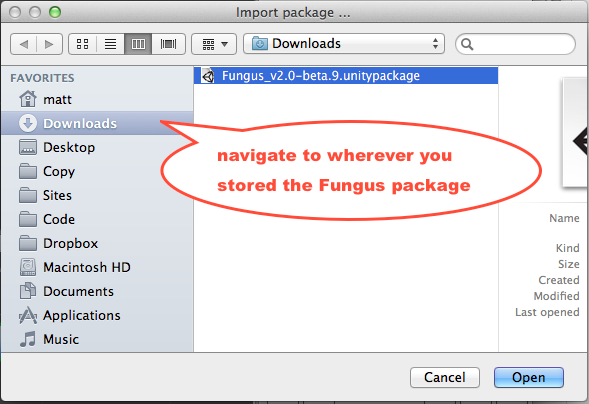 Import package ...
Downloads
FAVORITES
matt
Downloads
Desktop
Copy
Sites
Code
Dropbox
Macintosh HD
Documents
Applications
Music
Fungus_v2.0-beta.9.unitypackage
navigate to wherever you
stored the Fungus package
Name
Kind
Size
Created
Modified
Last opened
Cancel
Open